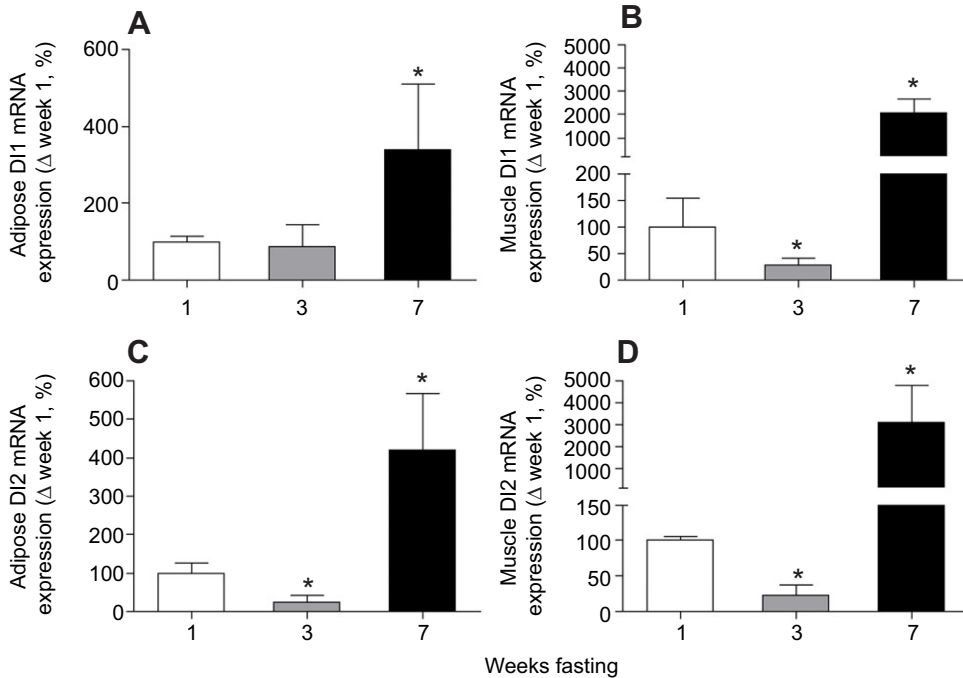 A
Adipose DI1 mRNA
expression (Δ week 1, %)
600
400
200
0
1 3 7
*
B
Muscle DI1 mRNA
expression (Δ week 1, %)
5000
4000
3000
2000
1000
200
150
100
50
0
1 3 7
*
*
C
Adipose DI2 mRNA
expression (Δ week 1, %)
600
500
400
300
200
100
0
1 3 7
*
*
D
Muscle DI2 mRNA
expression (Δ week 1, %)
5000
4000
3000
2000
1000
150
100
50
0
1 3 7
*
*
Weeks fasting